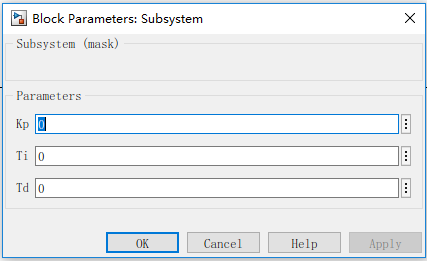 Block Parameters: Subsystem
Subsystem (mask)
Parameters
Kp 0
Ti 0
Td 0
OK Cancel Help Apply